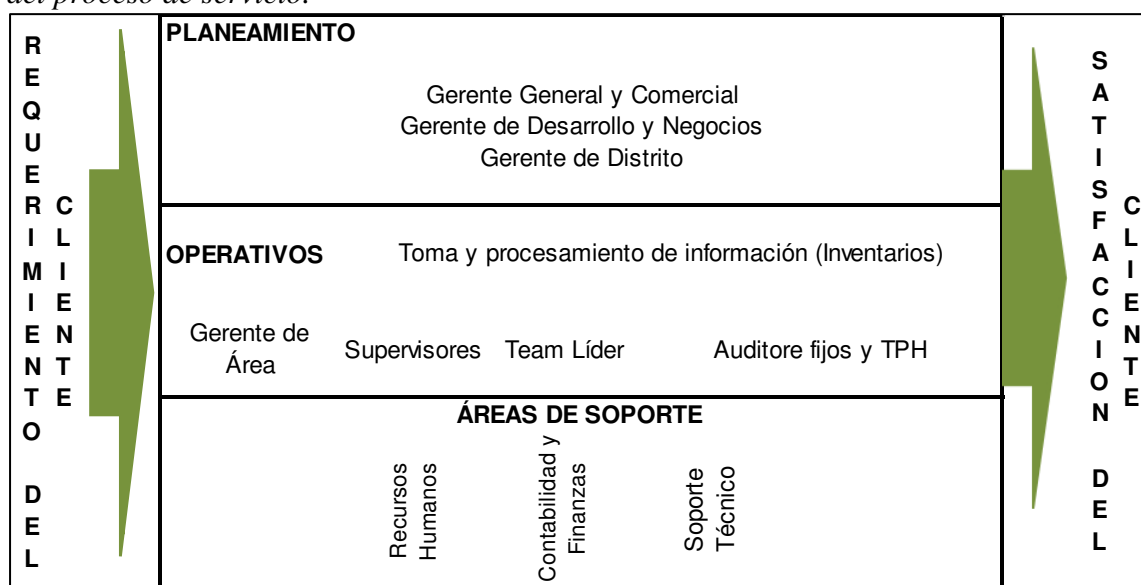 del proceso de servicio.
REQUERIMIENTO DEL
CLIENTE
PLANEAMIENTO
Gerente General y Comercial
Gerente de Desarrollo y Negocios
Gerente de Distrito
OPERATIVOS
Toma y procesamiento de información (Inventarios)
Gerente de
Área
Supervisores
Team Líder
Auditore fijos y TPH
ÁREAS DE SOPORTE
Recursos
Humanos
Contabilidad y
Finanzas
Soporte
Técnico
SATISFACCION DEL
CLIENTE